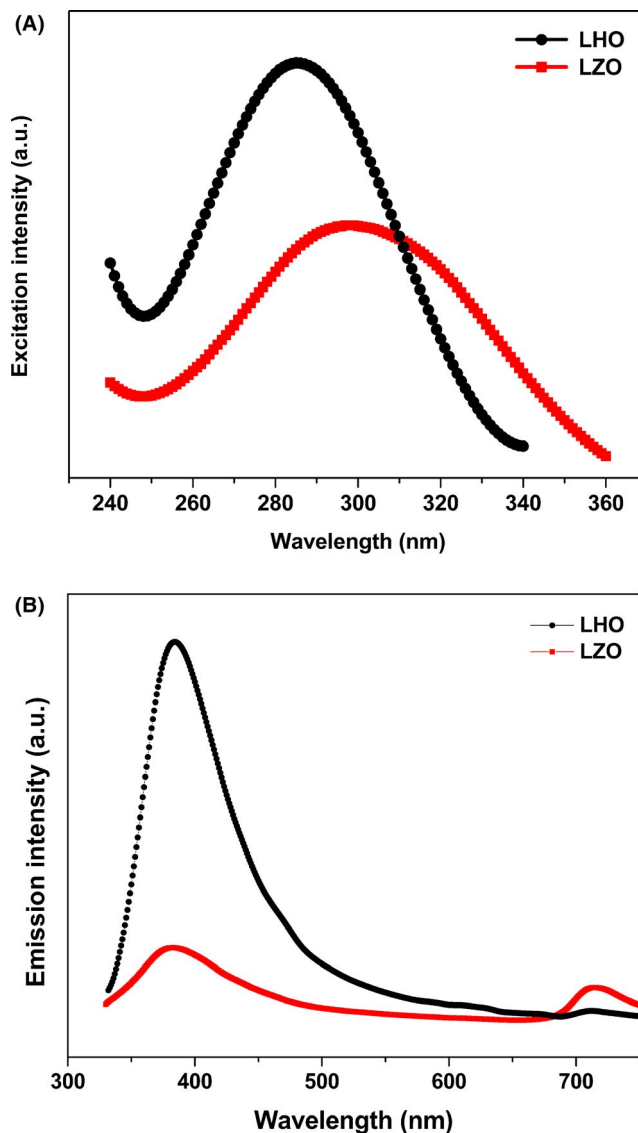 (A)
LHO
LZO
Excitation intensity (a.u.)
240 260 280 300 320 340 360
Wavelength (nm)
(B)
LHO
LZO
Emission intensity (a.u.)
300 400 500 600 700
Wavelength (nm)